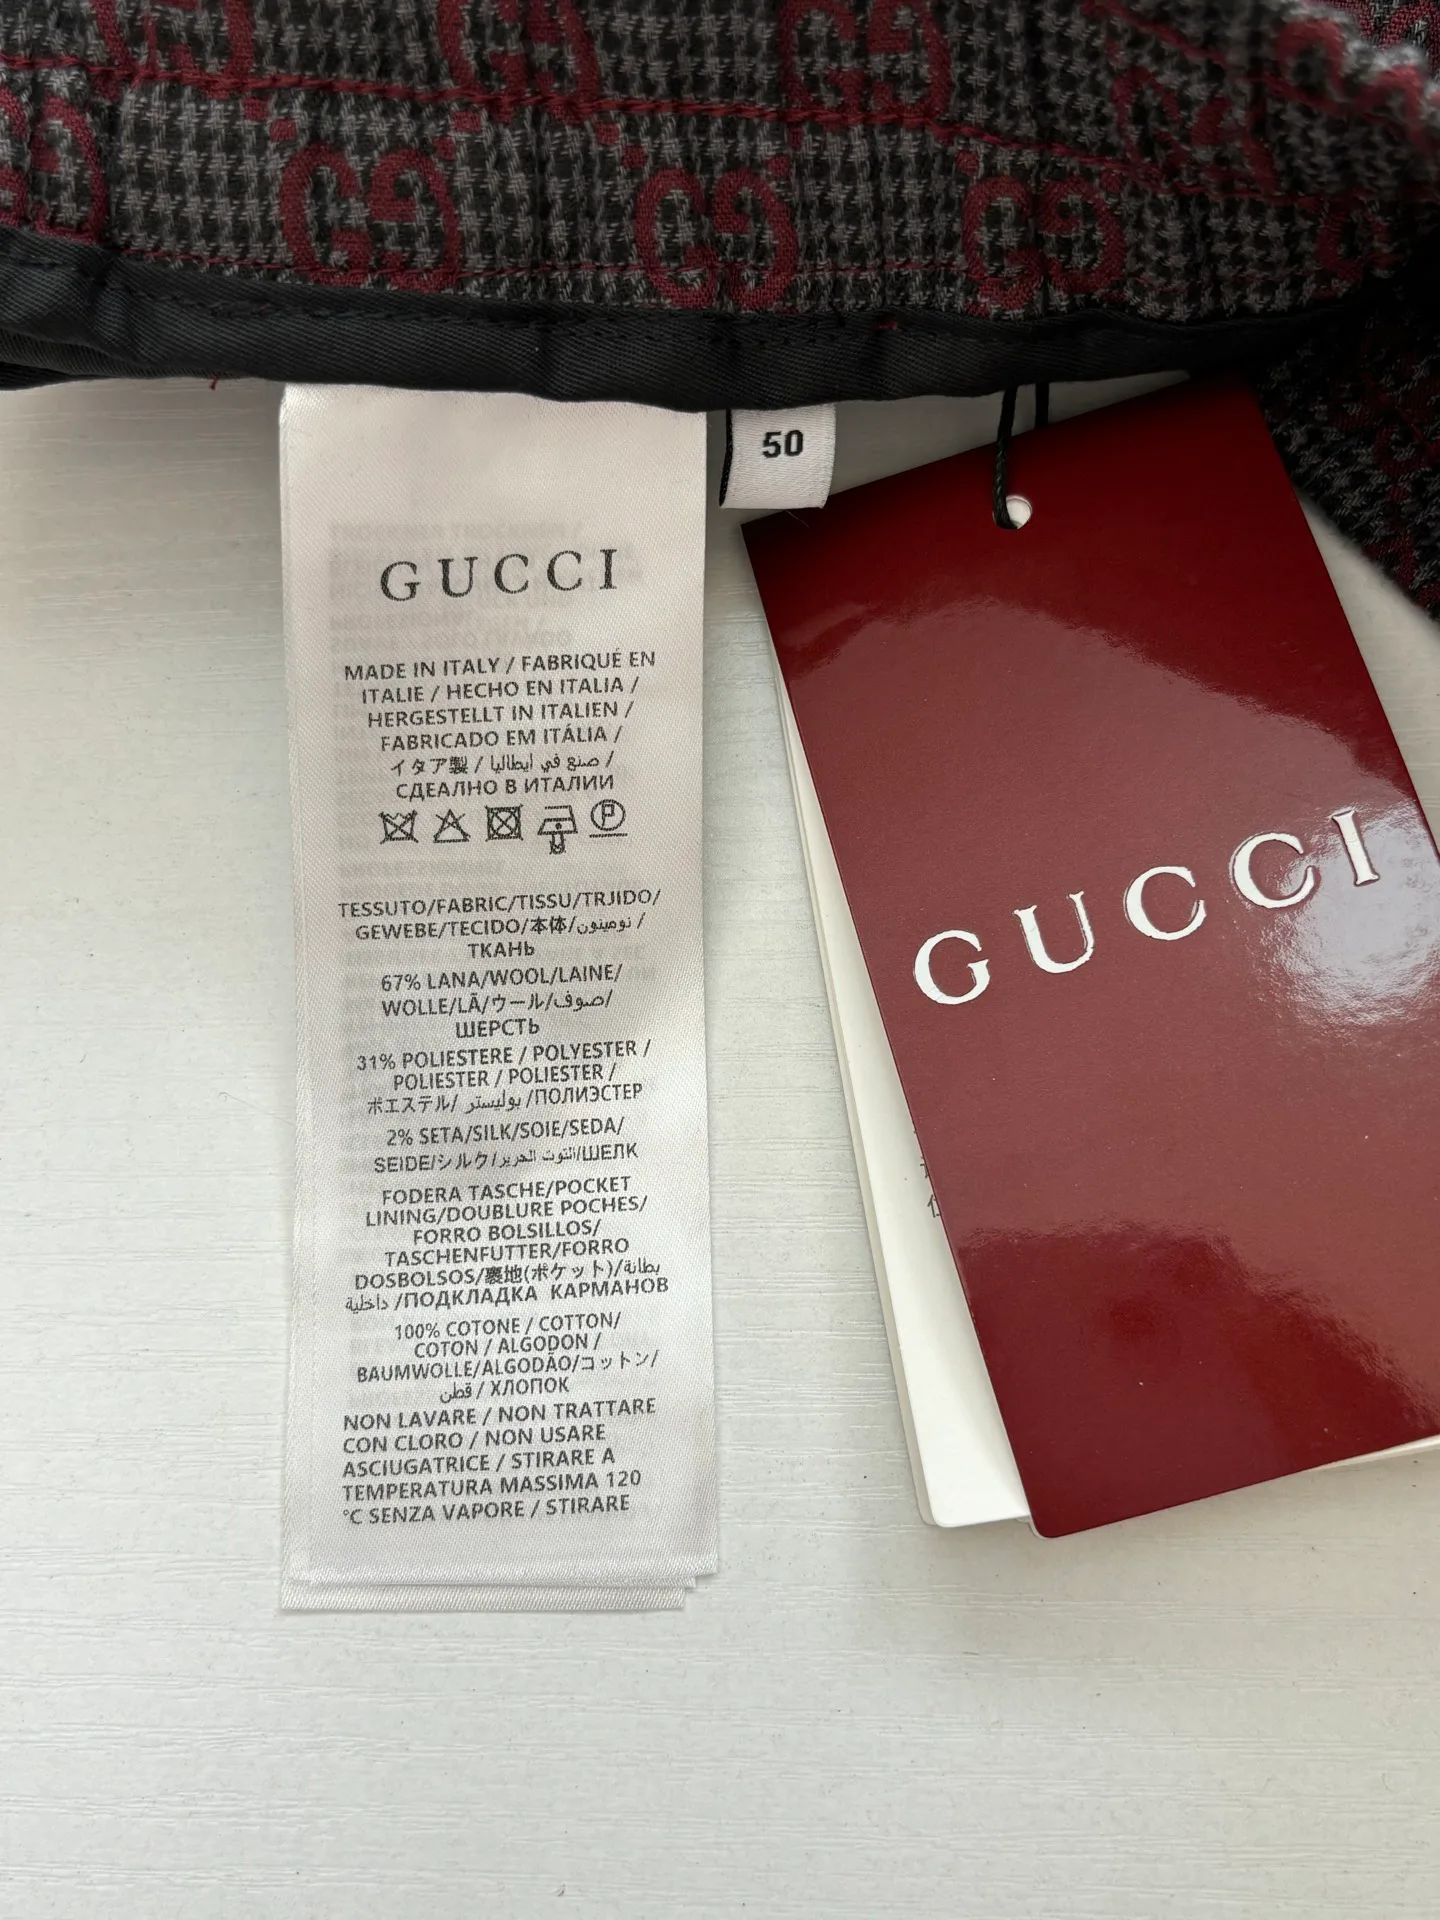 50
GUCCI
MADE IN ITALY / FABRIQUÉ EN
ITALIE / HECHO EN ITALIA /
HERGESTELLT IN ITALIEN /
FABRICADO EM ITÁLIA /
イタア製 / صنع في ايطاليا /
СДЕАЛНО В ИТАЛИИ
TESSUTO/FABRIC/TISSU/TRJIDO/
GEWEBE/TECIDO/本体/نومينون /
ТКАНЬ
67% LANA/WOOL/LAINE/
WOLLE/LÃ/ウール/صوف/
ШЕРСТЬ
31% POLIESTERE / POLYESTER /
POLIESTER / POLIESTER /
ポエステル/ بوليستر /ПОЛИЭСТЕР
2% SETA/SILK/SOIE/SEDA/
SEIDE/シルク/التوت الحرير/ШЕЛК
FODERA TASCHE/POCKET
LINING/DOUBLURE POCHES/
FORRO BOLSILLOS/
TASCHENFUTTER/FORRO
DOSBOLSOS/裏地(ポケット)/بطانة
داخلية /ПОДКЛАДКА КАРМАНОВ
100% COTONE / COTTON/
COTON / ALGODON /
BAUMWOLLE/ALGODÃO/コットン/
قطن / ХЛОПОК
NON LAVARE / NON TRATTARE
CON CLORO / NON USARE
ASCIUGATRICE / STIRARE A
TEMPERATURA MASSIMA 120
°C SENZA VAPORE / STIRARE
GUCCI